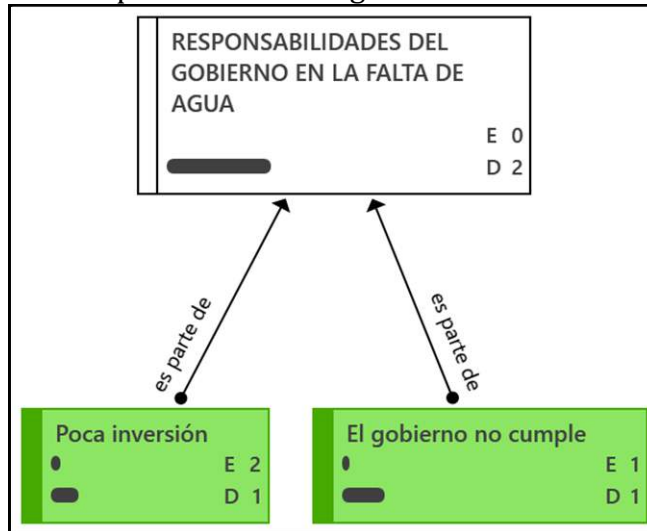 RESPONSABILIDADES DEL
GOBIERNO EN LA FALTA DE
AGUA
E 0
D 2
es parte de
es parte de
Poca inversión
E 2
D 1
El gobierno no cumple
E 1
D 1